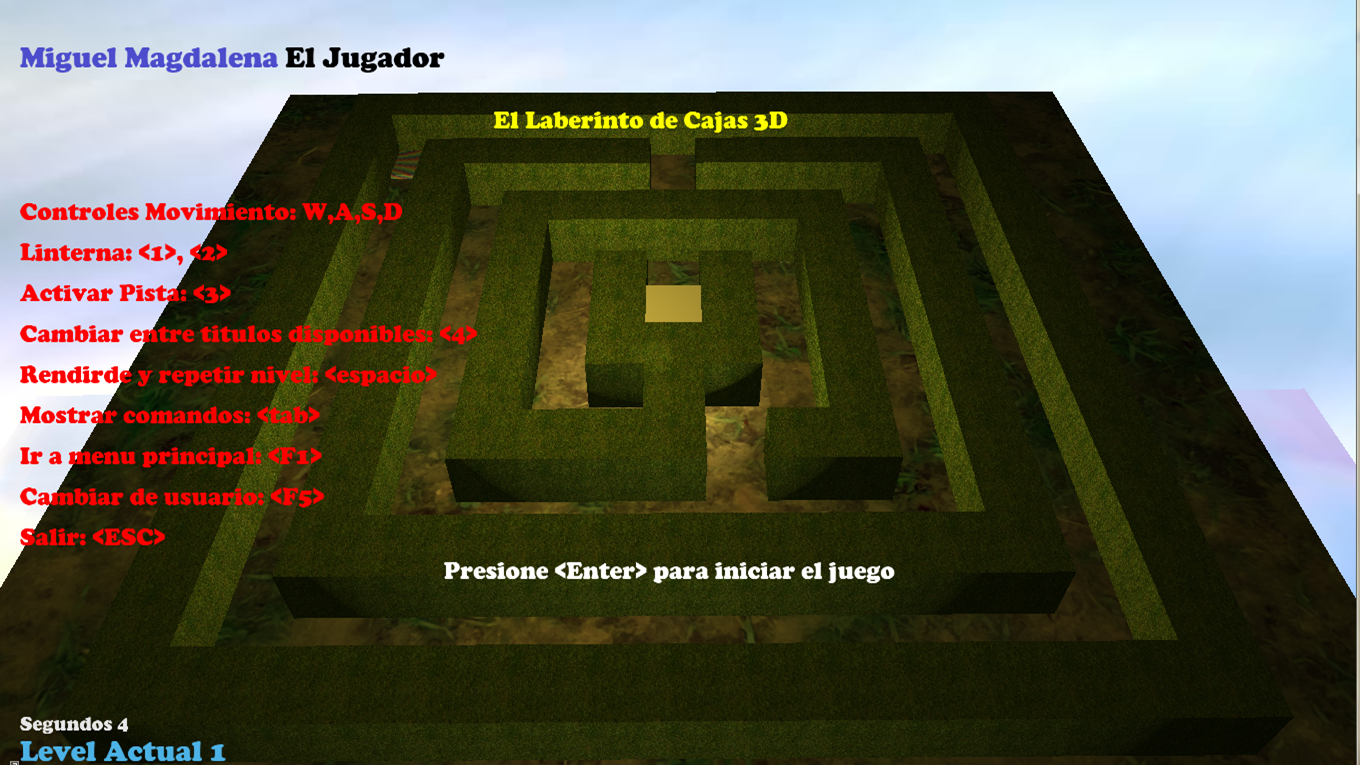 Miguel Magdalena El Jugador
El Laberinto de Cajas 3D
Controles Movimiento: W,A,S,D
Linterna: <1>, <2>
Activar Pista: <3>
Cambiar entre titulos disponibles: <4>
Rendirde y repetir nivel: <espacio>
Mostrar comandos: <tab>
Ir a menu principal: <F1>
Cambiar de usuario: <F5>
Salir: <ESC>
Presione <Enter> para iniciar el juego
Segundos 4
Level Actual 1